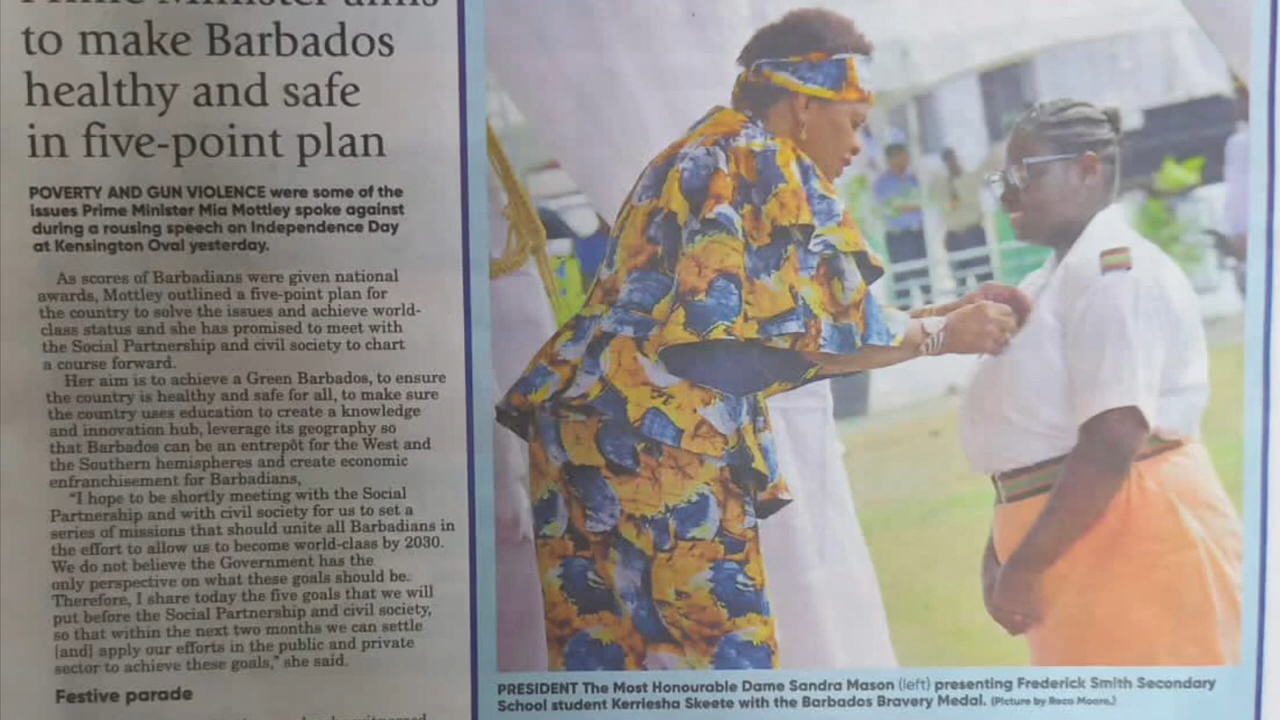 Prime Minister aims
to make Barbados
healthy and safe
in five-point plan
POVERTY AND GUN VIOLENCE were some of the
issues Prime Minister Mia Mottley spoke against
during a rousing speech on Independence Day
at Kensington Oval yesterday.
As scores of Barbadians were given national
awards, Mottley outlined a five-point plan for
the country to solve the issues and achieve world-
class status and she has promised to meet with
the Social Partnership and civil society to chart
a course forward.
Her aim is to achieve a Green Barbados, to ensure
the country is healthy and safe for all, to make sure
the country uses education to create a knowledge
and innovation hub, leverage its geography so
that Barbados can be an entrepôt for the West and
the Southern hemispheres and create economic
enfranchisement for Barbadians,
"I hope to be shortly meeting with the Social
Partnership and with civil society for us to set a
series of missions that should unite all Barbadians in
the effort to allow us to become world-class by 2030.
We do not believe the Government has the
only perspective on what these goals should be.
Therefore, I share today the five goals that we will
put before the Social Partnership and civil society,
so that within the next two months we can settle
[and] apply our efforts in the public and private
sector to achieve these goals," she said.
Festive parade
PRESIDENT The Most Honourable Dame Sandra Mason (left) presenting Frederick Smith Secondary
School student Kerriesha Skeete with the Barbados Bravery Medal. (Picture by Reco Moore.)